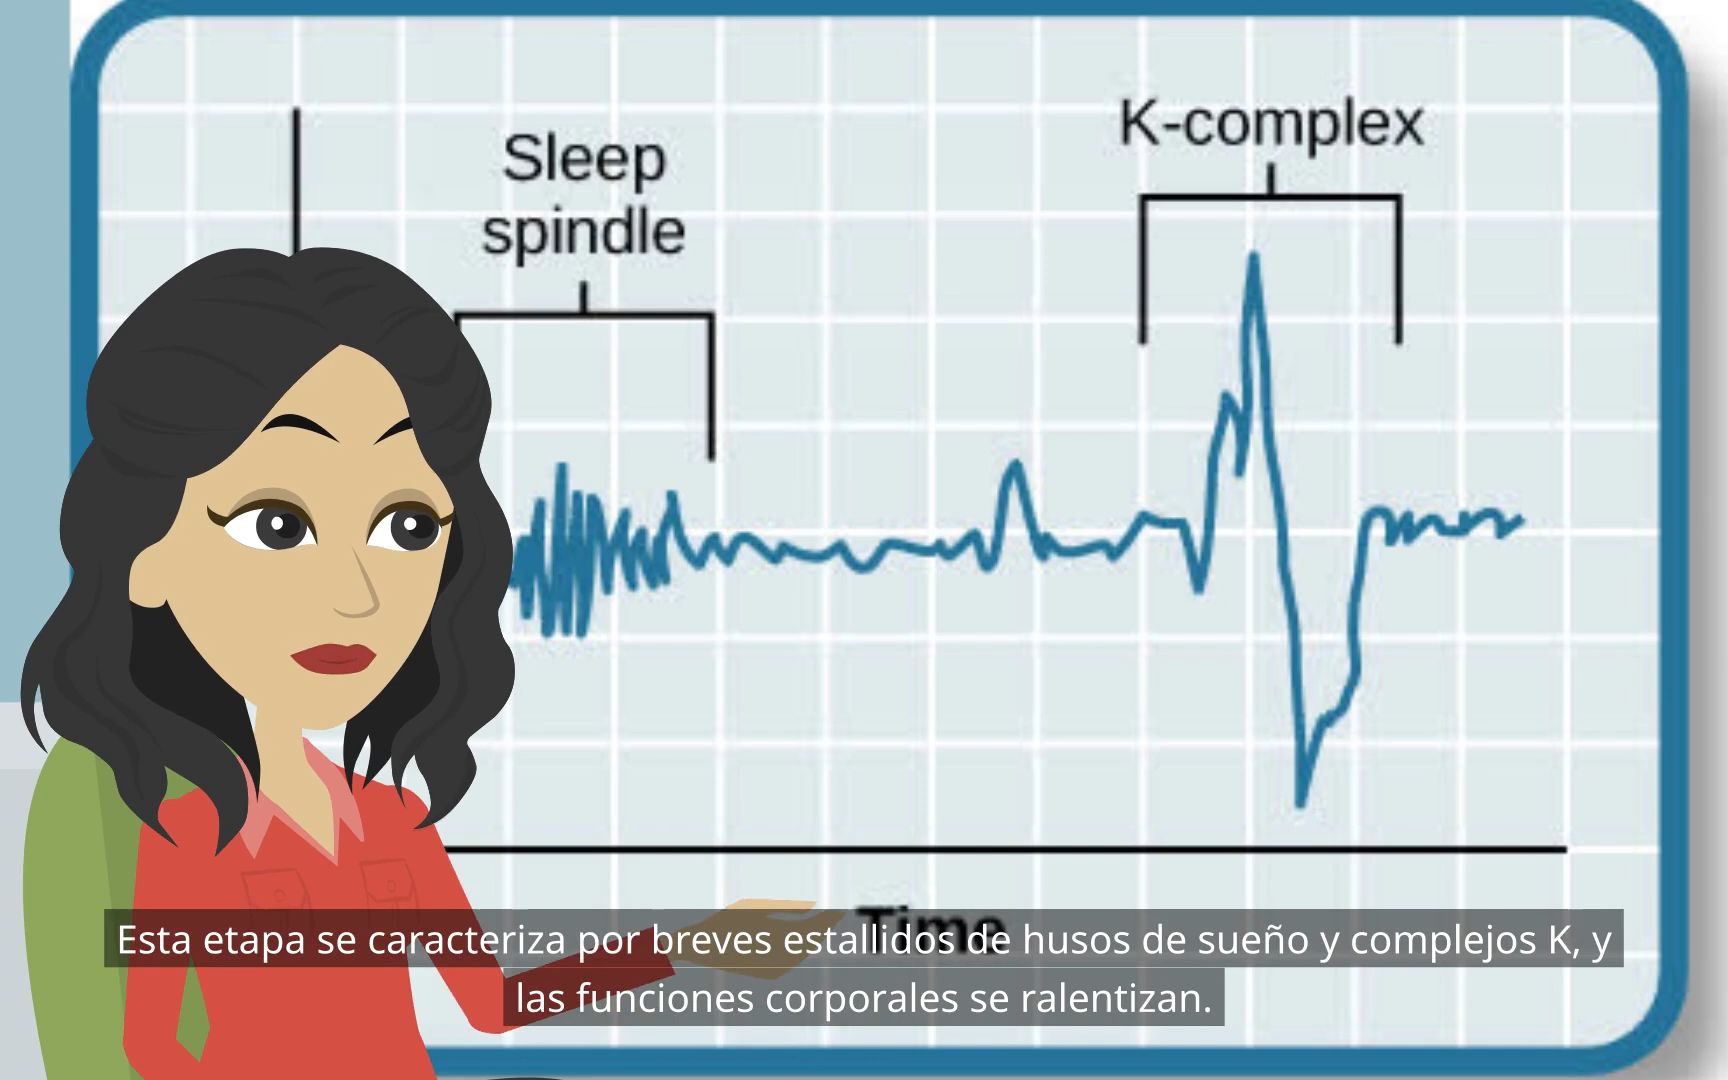 K-complex
Sleep
spindle
Time
Esta etapa se caracteriza por breves estallidos de husos de sueño y complejos K, y
las funciones corporales se ralentizan.